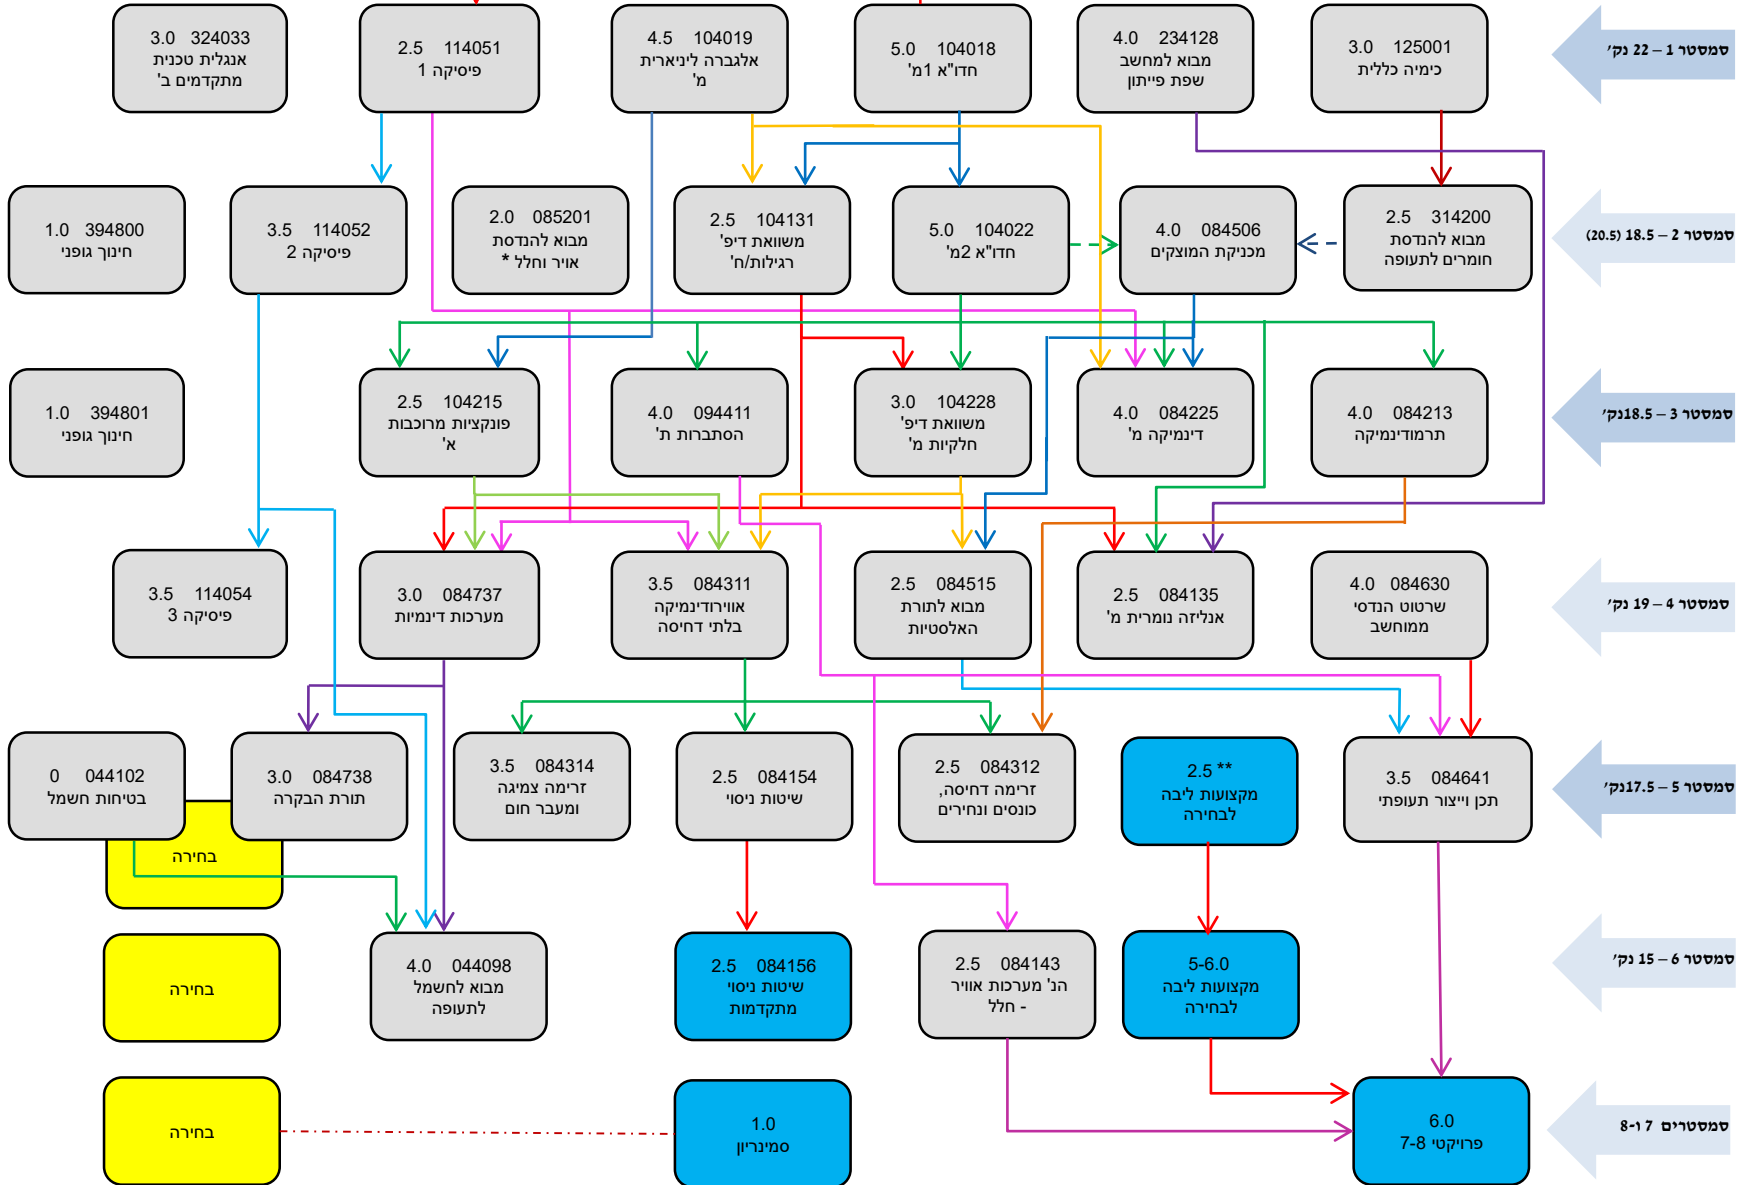 סמסטר 1 – 22 נק'
3.0 125001
כימיה כללית
4.0 234128
מבוא למחשב
שפת פייתון
5.0 104018
חדו"א 1מ'
4.5 104019
אלגברה ליניארית
מ'
2.5 114051
פיסיקה 1
3.0 324033
אנגלית טכנית
מתקדמים ב'
סמסטר 2 – 18.5 (20.5)
2.5 314200
מבוא להנדסת
חומרים לתעופה
4.0 084506
מכניקת המוצקים
5.0 104022
חדו"א 2מ'
2.5 104131
משוואת דיפ'
רגילות/ח'
2.0 085201
מבוא להנדסת
אויר וחלל *
3.5 114052
פיסיקה 2
1.0 394800
חינוך גופני
סמסטר 3 – 18.5נק'
4.0 084213
תרמודינמיקה
4.0 084225
דינמיקה מ'
3.0 104228
משוואת דיפ'
חלקיות מ'
4.0 094411
הסתברות ת'
2.5 104215
פונקציות מרוכבות
א'
1.0 394801
חינוך גופני
סמסטר 4 – 19 נק'
4.0 084630
שרטוט הנדסי
ממוחשב
2.5 084135
אנליזה נומרית מ'
2.5 084515
מבוא לתורת
האלסטיות
3.5 084311
אווירודינמיקה
בלתי דחיסה
3.0 084737
מערכות דינמיות
3.5 114054
פיסיקה 3
סמסטר 5 – 17.5נק'
3.5 084641
תכן וייצור תעופתי
2.5 **
מקצועות ליבה
לבחירה
2.5 084312
זרימה דחיסה,
כונסים ונחירים
2.5 084154
שיטות ניסוי
3.5 084314
זרימה צמיגה
ומעבר חום
3.0 084738
תורת הבקרה
0 044102
בטיחות חשמל
בחירה
סמסטר 6 – 15 נק'
5-6.0
מקצועות ליבה
לבחירה
2.5 084143
הנ' מערכות אוויר
- חלל
2.5 084156
שיטות ניסוי
מתקדמות
4.0 044098
מבוא לחשמל
לתעופה
בחירה
סמסטרים 7 ו-8
6.0
פרויקטי 7-8
1.0
סמינריון
בחירה